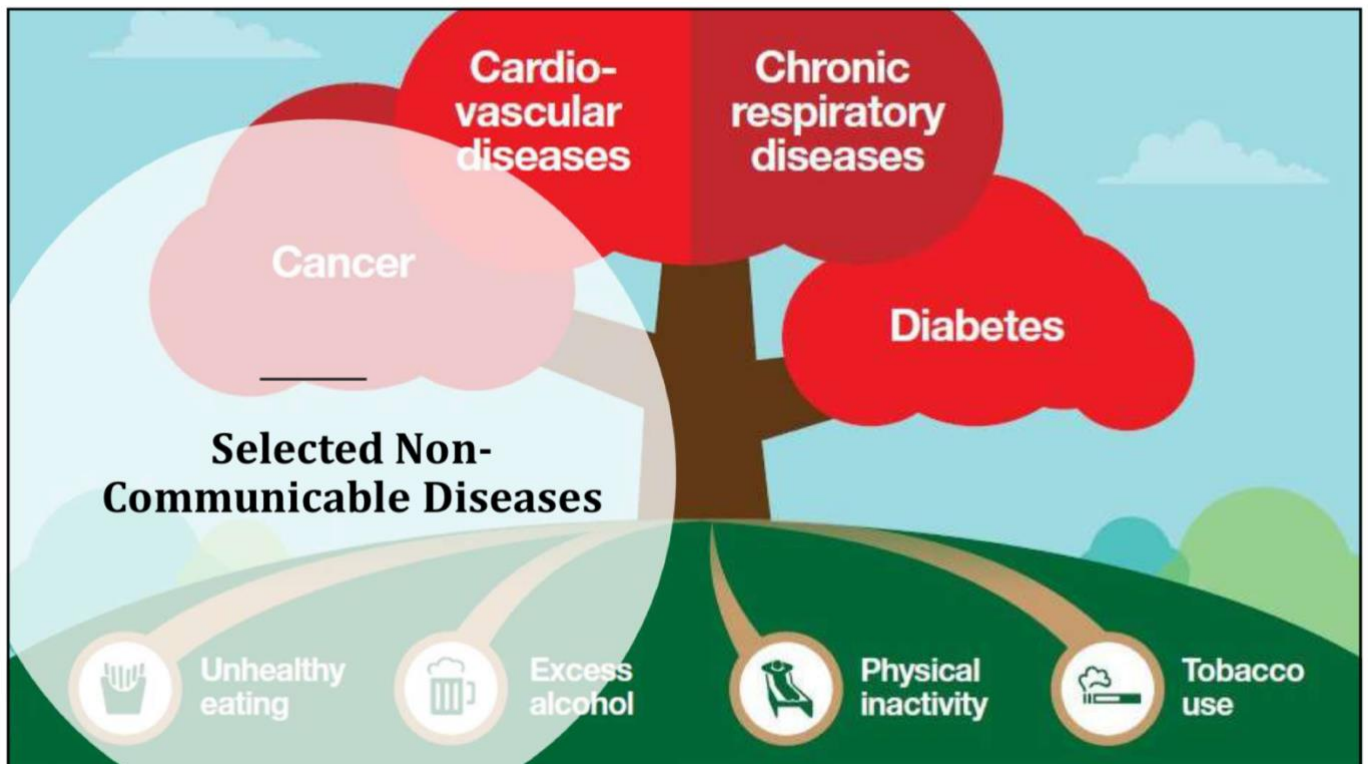 Cardio-
vascular
diseases
Chronic
respiratory
diseases
Cancer
Diabetes
Selected Non-
Communicable Diseases
Unhealthy
eating
Excess
alcohol
Physical
inactivity
Tobacco
use